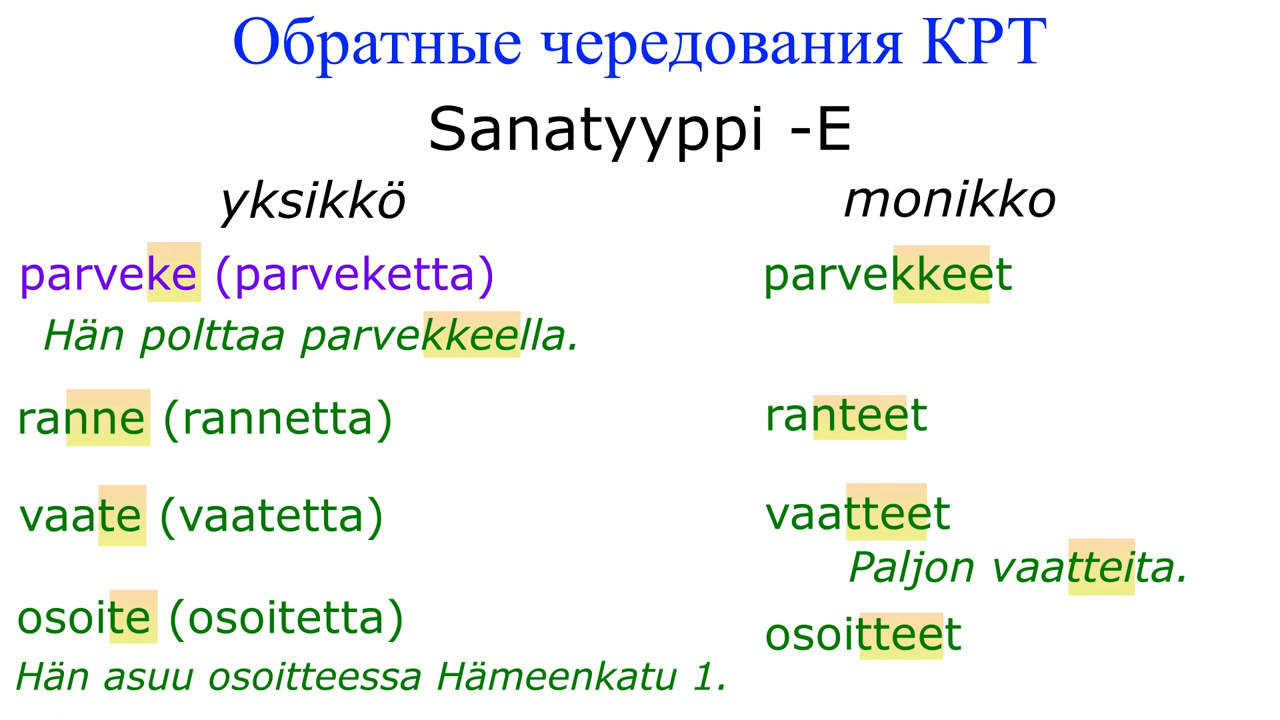 Обратные чередования КРТ
Sanatyyppi -E
yksikkö monikko
parveke (parveketta) parvekkeet
Hän polttaa parvekkeella.
ranne (rannetta) ranteet
vaate (vaatetta) vaatteet
Paljon vaatteita.
osoite (osoitetta) osoitteet
Hän asuu osoitteessa Hämeenkatu 1.